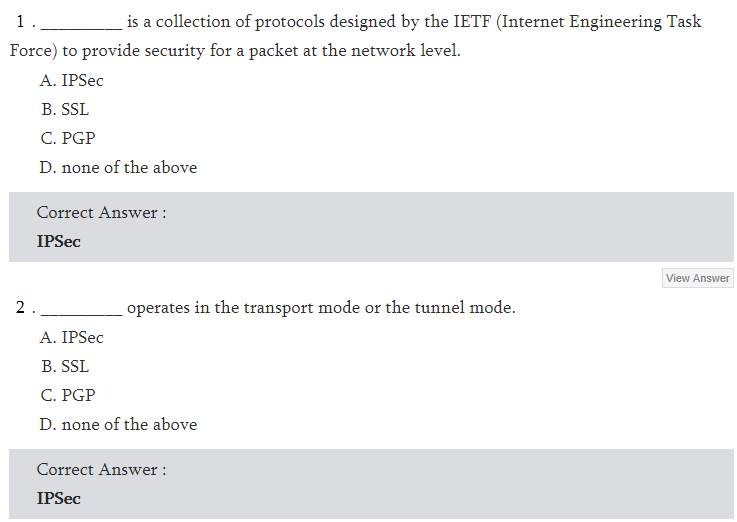 1 . _________ is a collection of protocols designed by the IETF (Internet Engineering Task
Force) to provide security for a packet at the network level.
A. IPSec
B. SSL
C. PGP
D. none of the above
Correct Answer :
IPSec
View Answer
2 . _________ operates in the transport mode or the tunnel mode.
A. IPSec
B. SSL
C. PGP
D. none of the above
Correct Answer :
IPSec